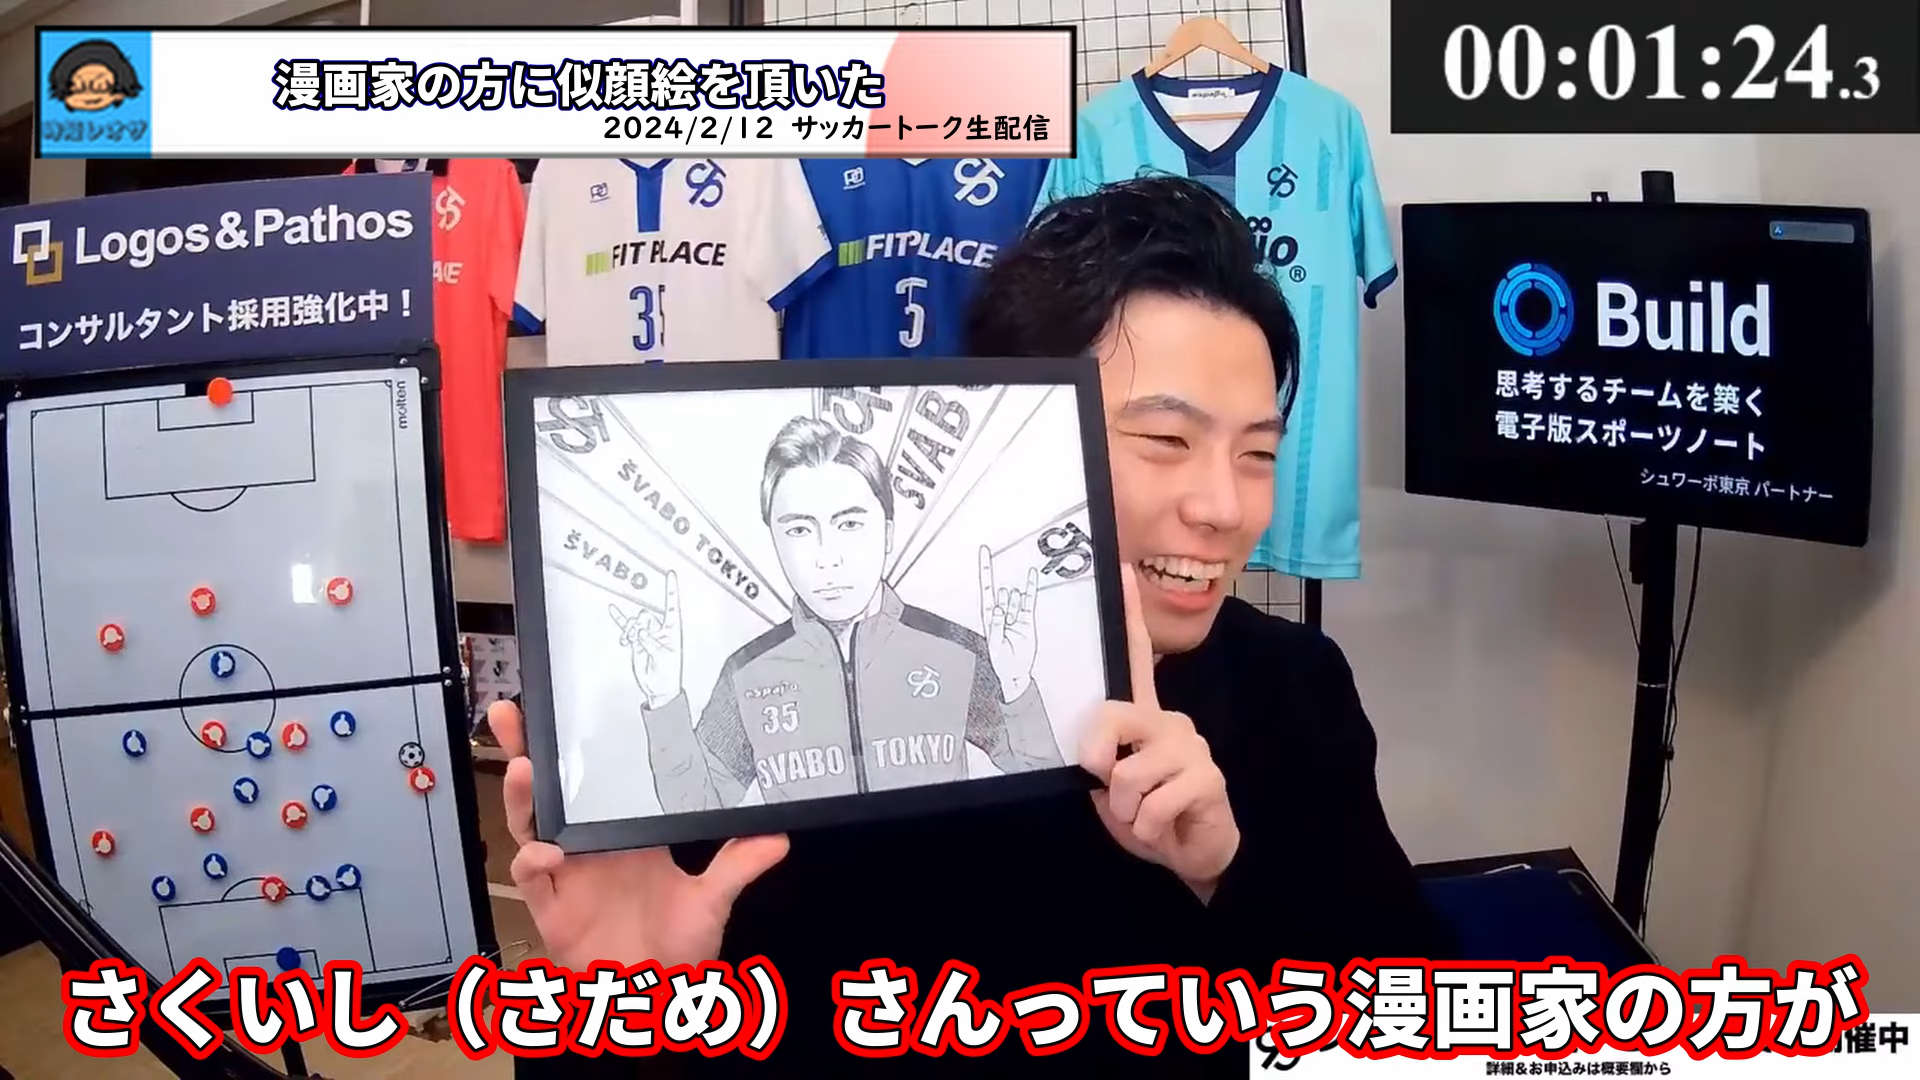 漫画家の方に似顔絵を頂いた
2024/2/12 サッカートーク生配信
00:01:24.3
Logos&Pathos
コンサルタント採用強化中！
molten
FIT PLACE
35
FIT PLACE
Build
思考するチームを築く
電子版スポーツノート
シュワーボ東京 パートナー
ŠVABO TOKYO
ŠVABO
SVABO
35
SVABO TOKYO
さくいし（さだめ）さんっていう漫画家の方が
開催中
詳細&お申込みは概要欄から